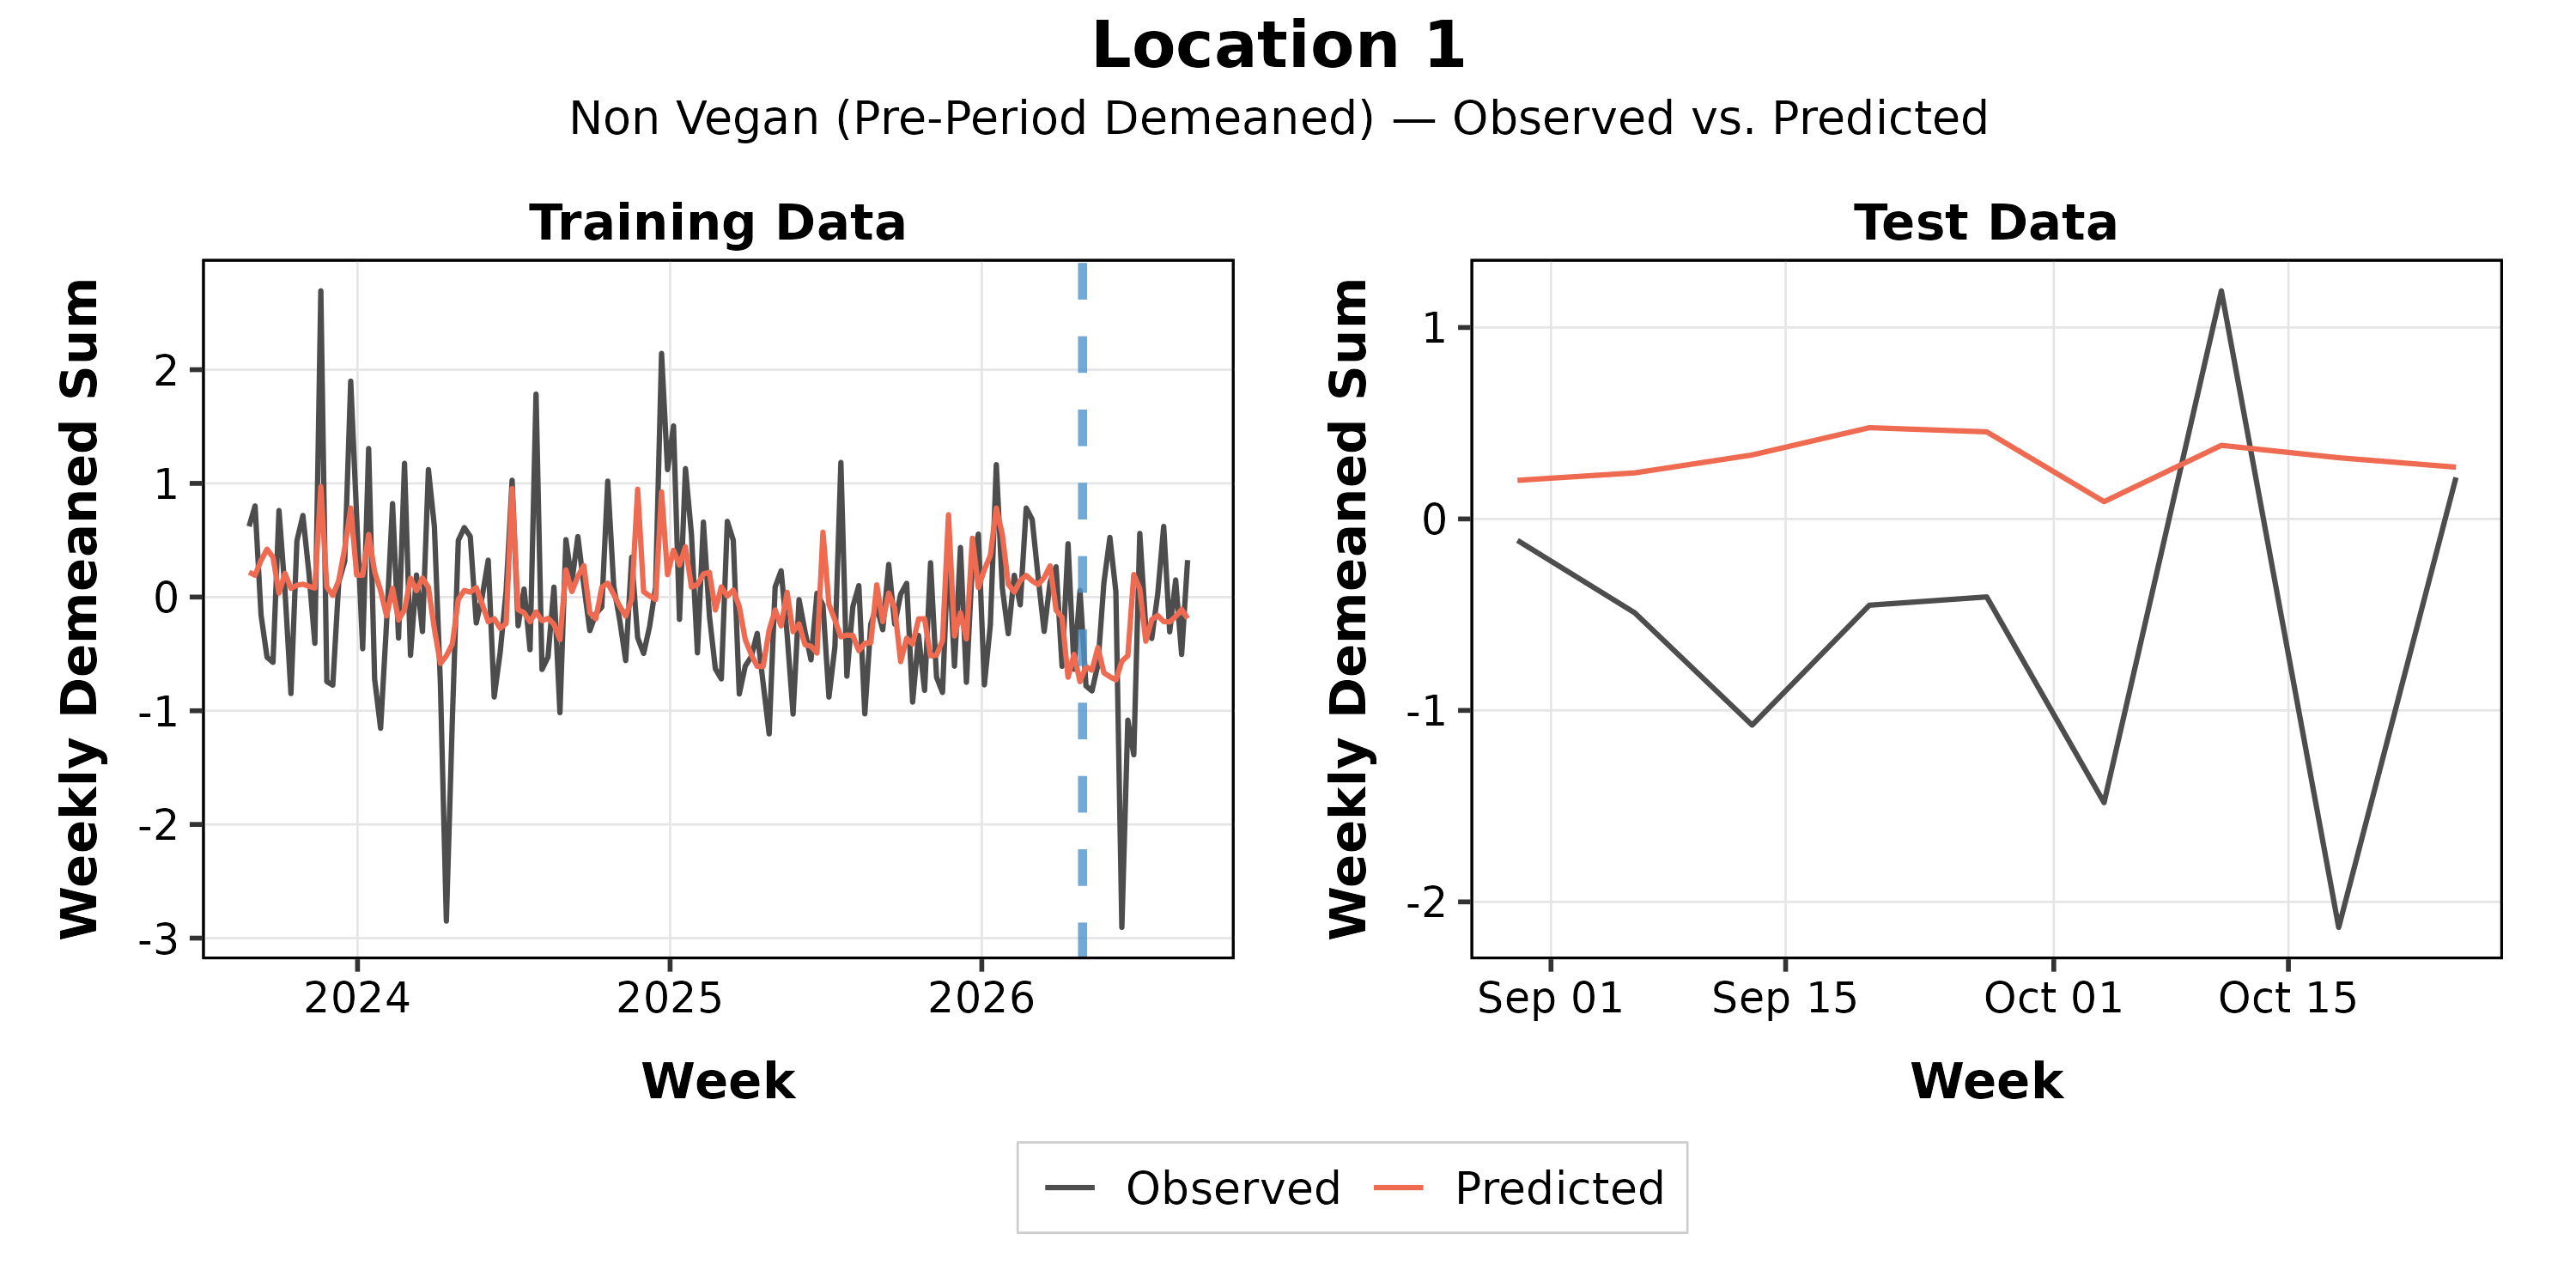 Location 1
Non Vegan (Pre-Period Demeaned) — Observed vs. Predicted
Training Data
Weekly Demeaned Sum
2
1
0
-1
-2
-3
2024 2025 2026
Week
Test Data
Weekly Demeaned Sum
1
0
-1
-2
Sep 01 Sep 15 Oct 01 Oct 15
Week
Observed Predicted